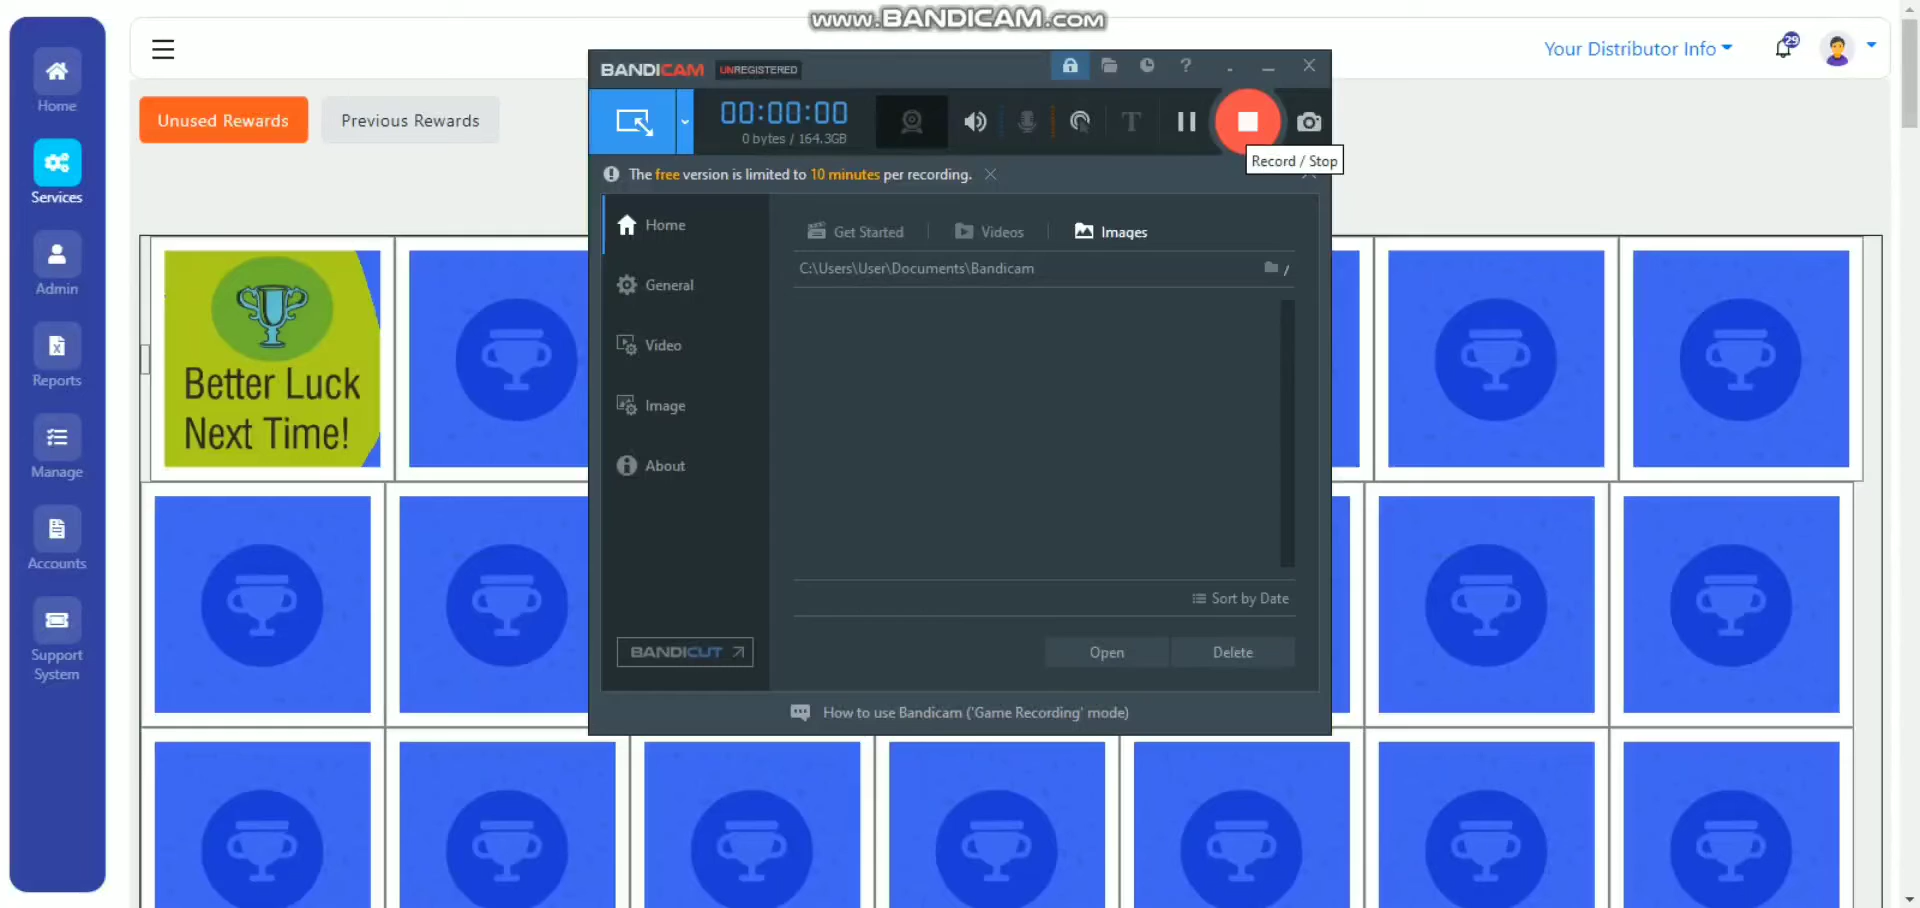 www.BANDICAM.com
Your Distributor Info
29
Home
Services
Admin
Reports
Manage
Accounts
Support
System
Unused Rewards
Previous Rewards
Better Luck
Next Time!
BANDICAM UNREGISTERED
?
00:00:00
0 bytes / 164.3GB
T
Record / Stop
The free version is limited to 10 minutes per recording.
Home
General
Video
Image
About
BANDICUT
Get Started
Videos
Images
C:\Users\User\Documents\Bandicam
/
Sort by Date
Open
Delete
How to use Bandicam ('Game Recording' mode)